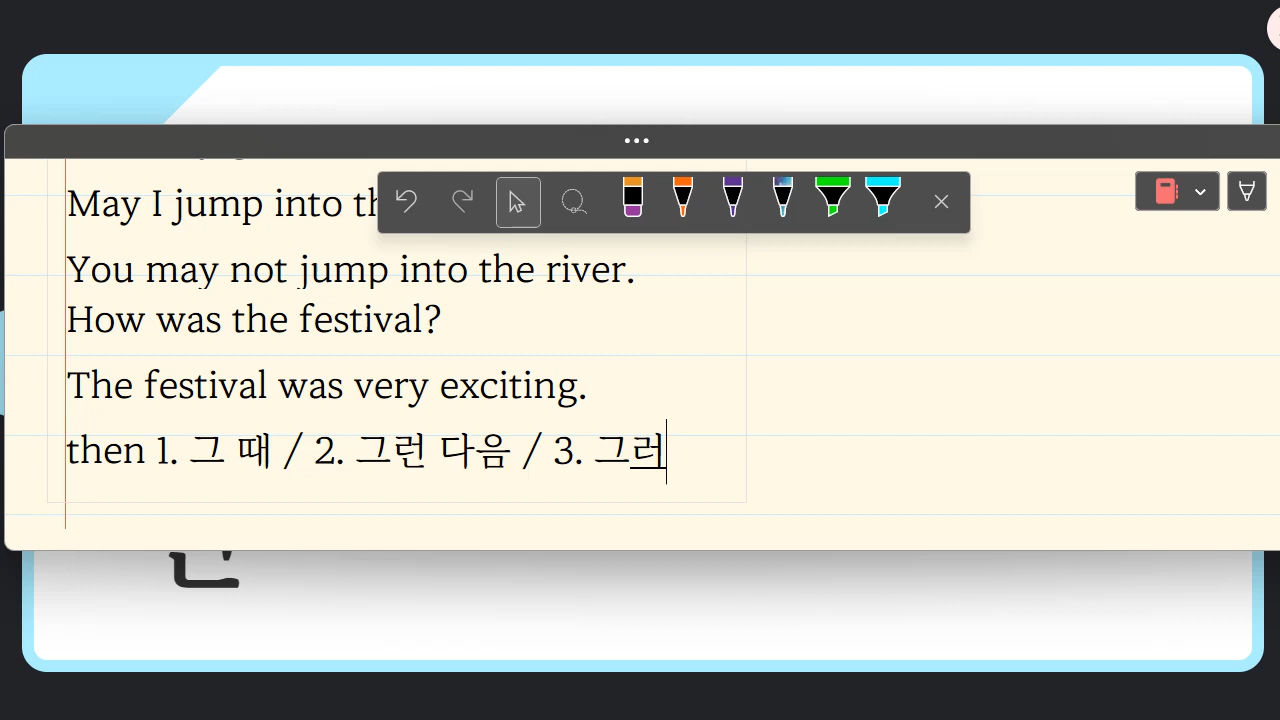 May I jump into
You may not jump into the river.
How was the festival?
The festival was very exciting.
then 1. 그 때 / 2. 그런 다음 / 3. 그러